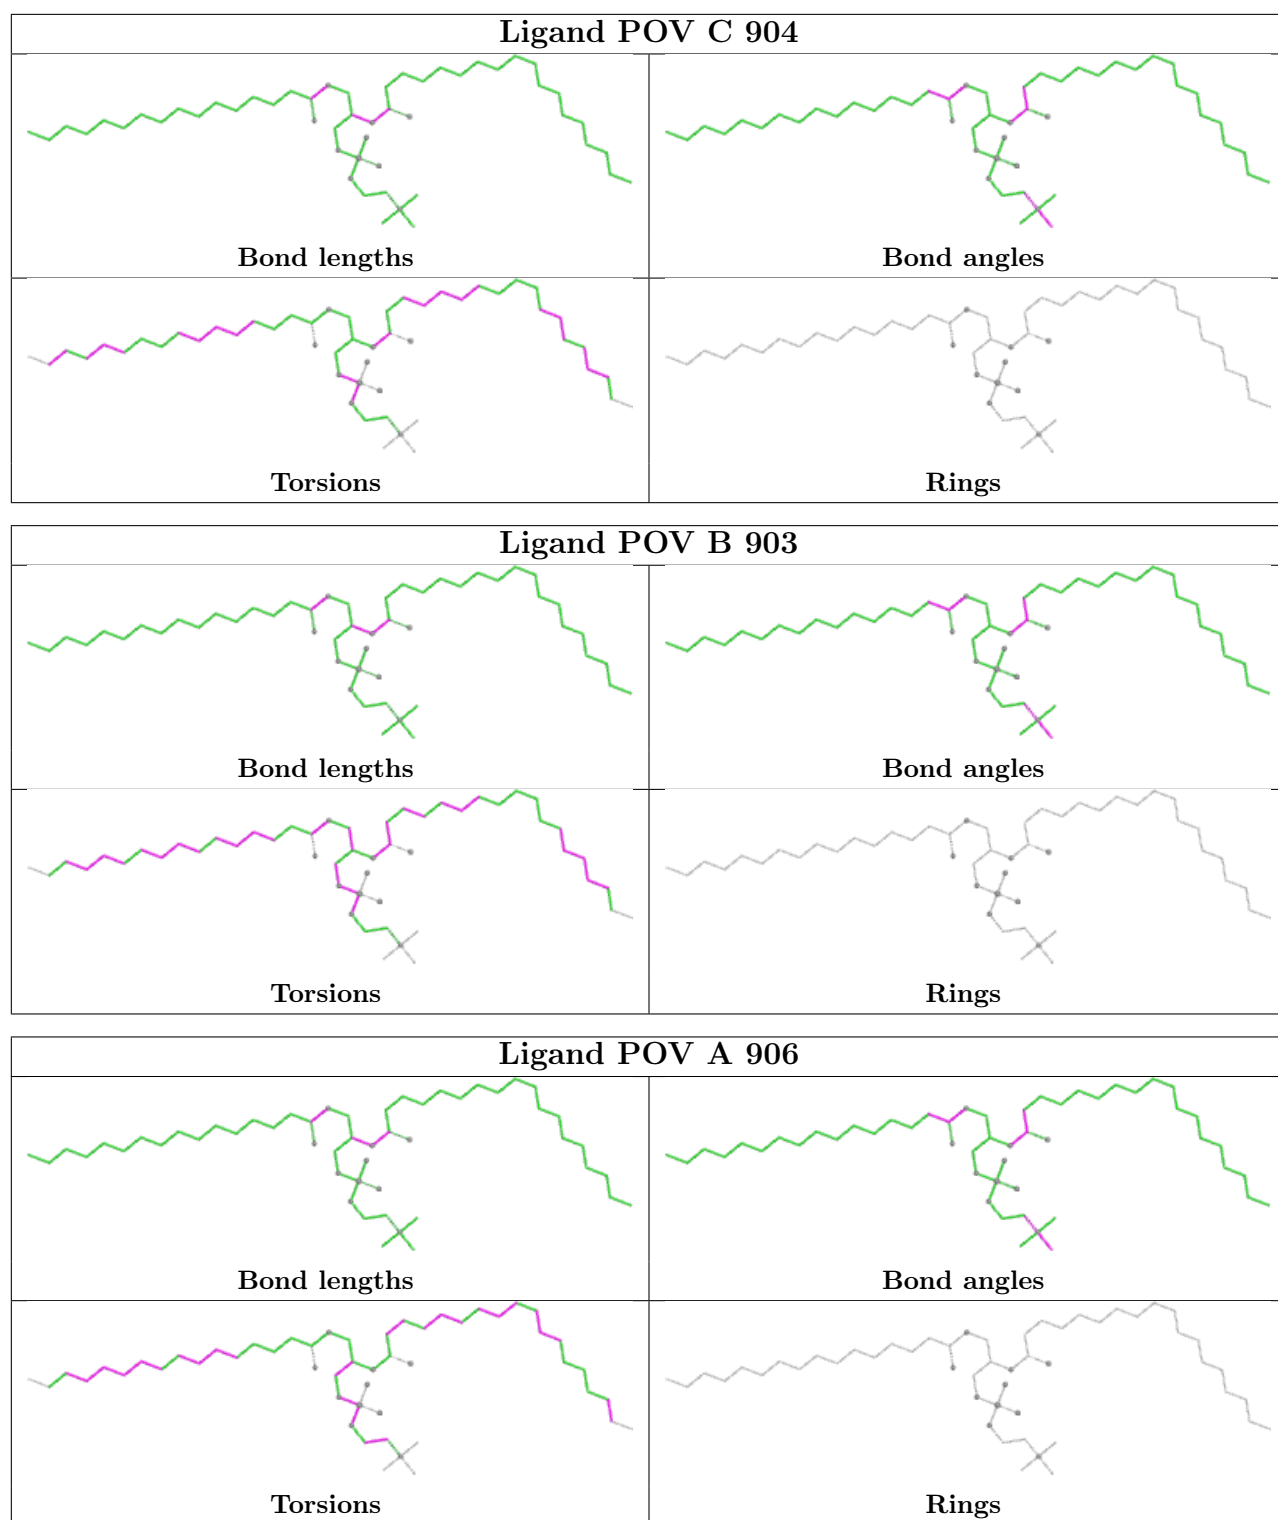 Ligand POV C 904
Bond lengths
Bond angles
Torsions
Rings
Ligand POV B 903
Bond lengths
Bond angles
Torsions
Rings
Ligand POV A 906
Bond lengths
Bond angles
Torsions
Rings